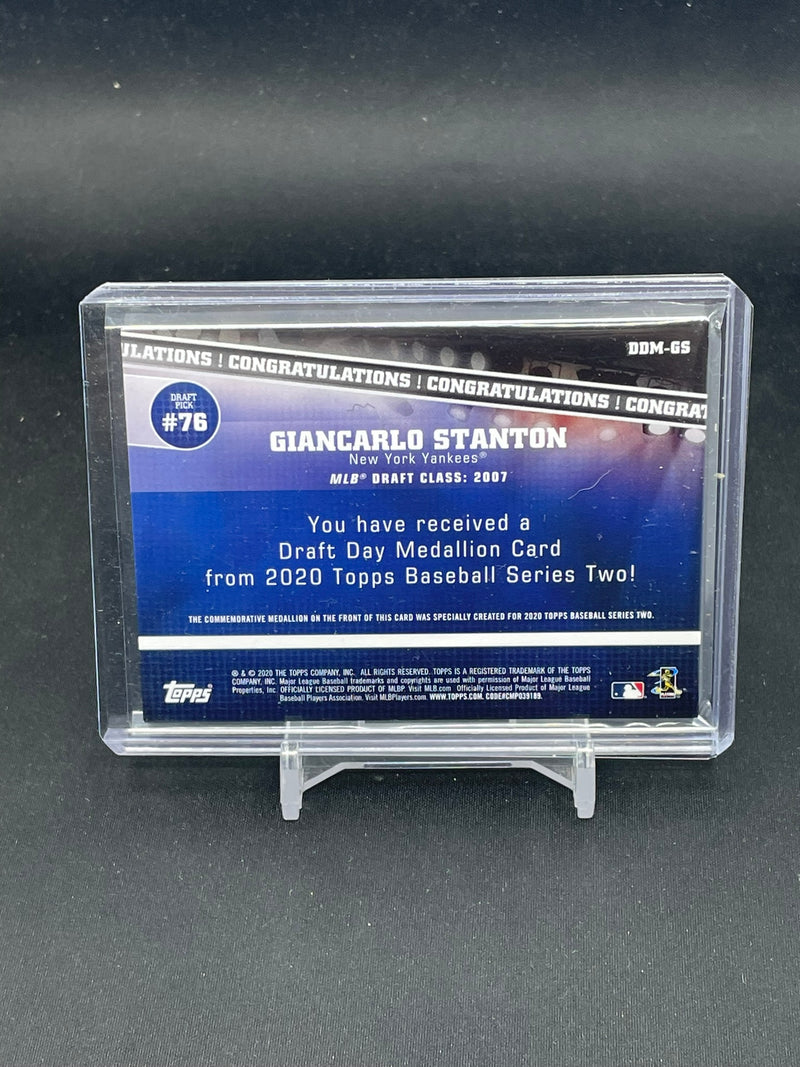 DDM-GS
ULATIONS ! CONGRATULATIONS ! CONGRATULATIONS ! CONGRAT
DRAFT
PICK
#76
GIANCARLO STANTON
New York Yankees®
MLB® DRAFT CLASS: 2007
You have received a
Draft Day Medallion Card
from 2020 Topps Baseball Series Two!
THE COMMEMORATIVE MEDALLION ON THE FRONT OF THIS CARD WAS SPECIALLY CREATED FOR 2020 TOPPS BASEBALL SERIES TWO.
topps
® & © 2020 THE TOPPS COMPANY, INC. ALL RIGHTS RESERVED. TOPPS IS A REGISTERED TRADEMARK OF THE TOPPS
COMPANY, INC. Major League Baseball trademarks and copyrights are used with permission of Major League Baseball
Properties, Inc. OFFICIALLY LICENSED PRODUCT OF MLBP. Visit MLB.com Officially Licensed Product of Major League
Baseball Players Association. Visit MLBPlayers.com. WWW.TOPPS.COM. CODE#CMP039189.